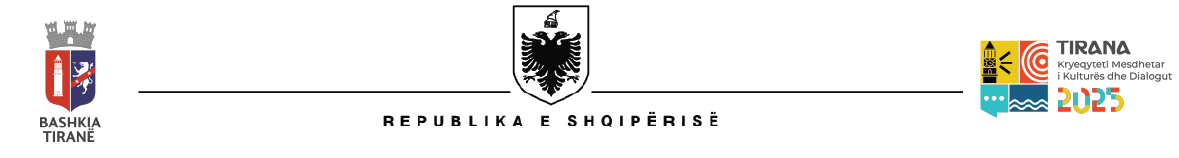 BASHKIA
TIRANË
REPUBLIKA E SHQIPËRISË
TIRANA
Kryeqyteti Mesdhetar
i Kulturës dhe Dialogut
2025